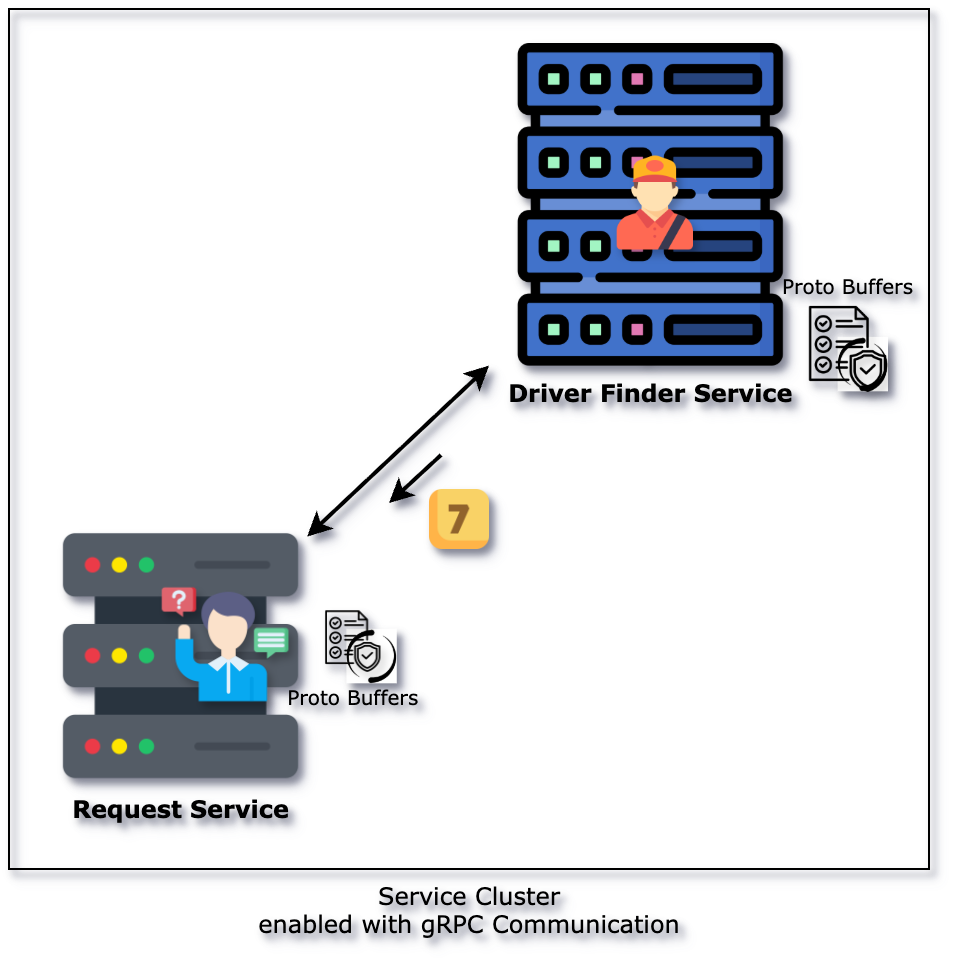 Proto Buffers
Driver Finder Service
7
?
Proto Buffers
Request Service
Service Cluster
enabled with gRPC Communication